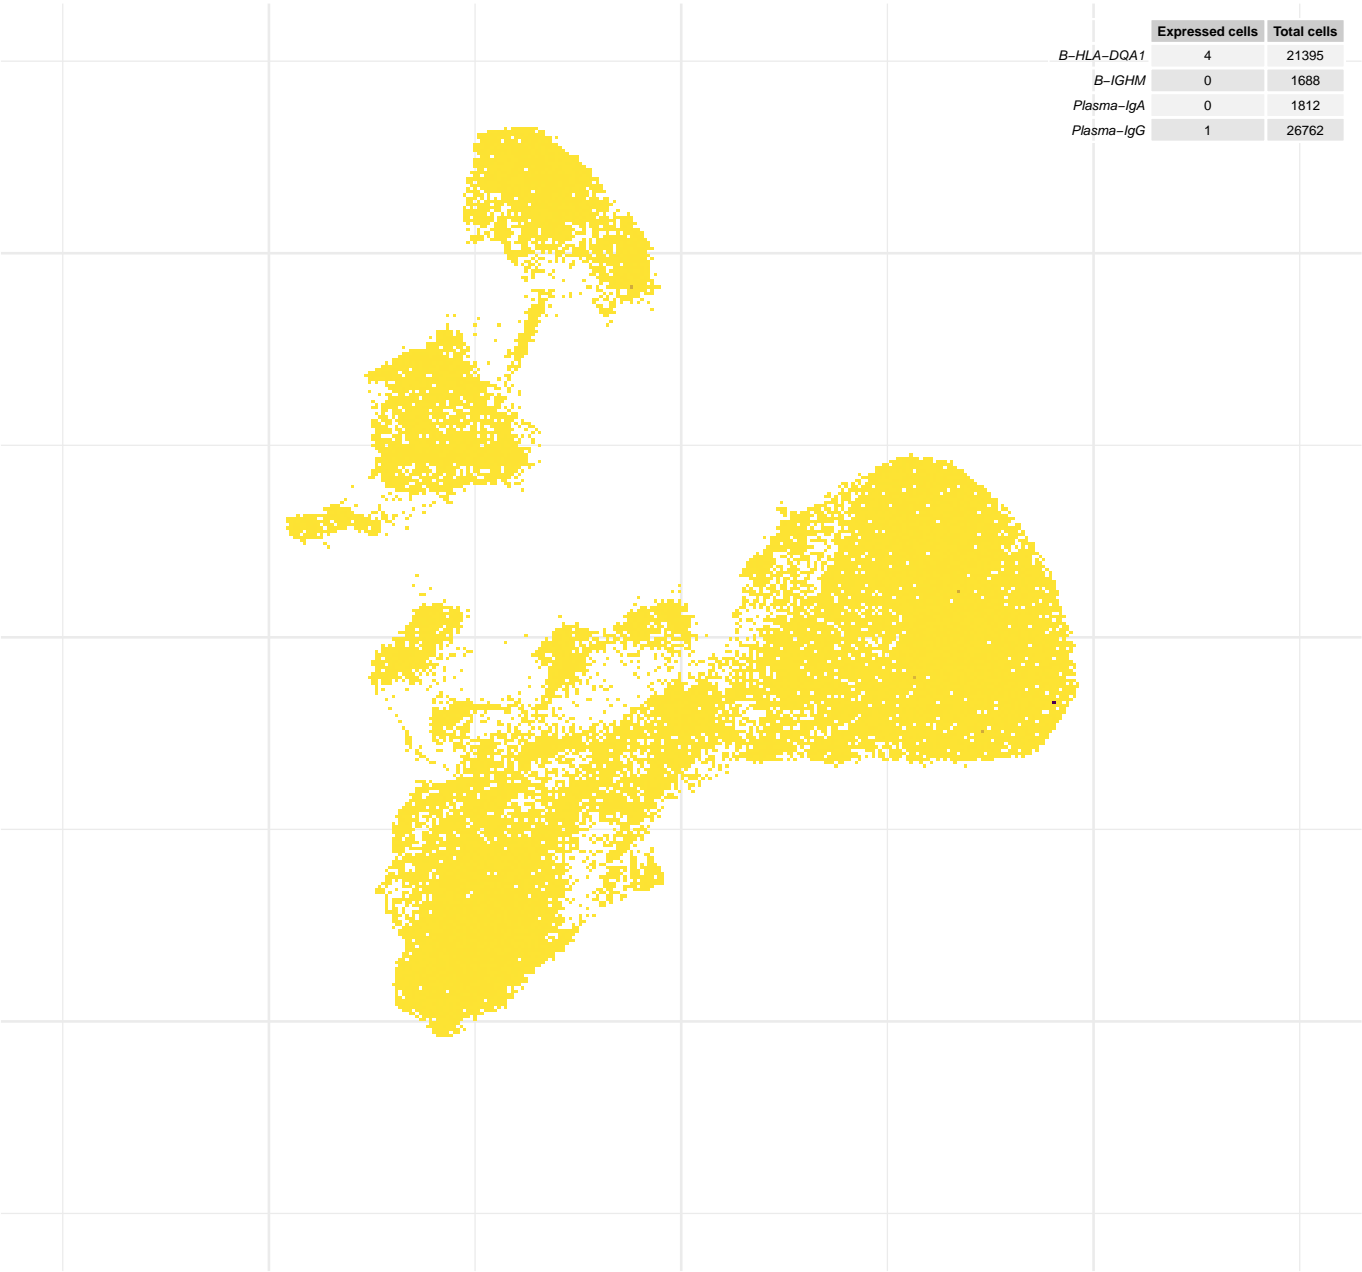 Expressed cells Total cells
B−HLA−DQA1 4 21395
B−IGHM 0 1688
Plasma−IgA 0 1812
Plasma−IgG 1 26762